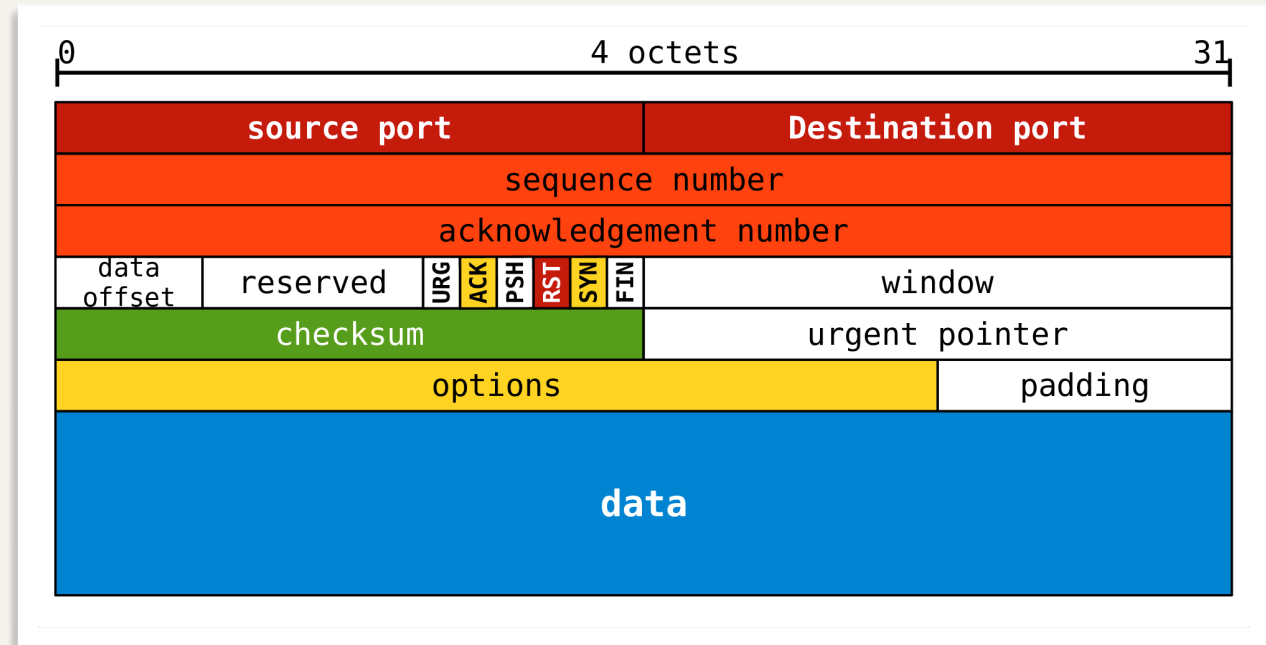 0 4 octets 31
source port Destination port
sequence number
acknowledgement number
data
offset reserved URG ACK PSH RST SYN FIN window
checksum urgent pointer
options padding
data